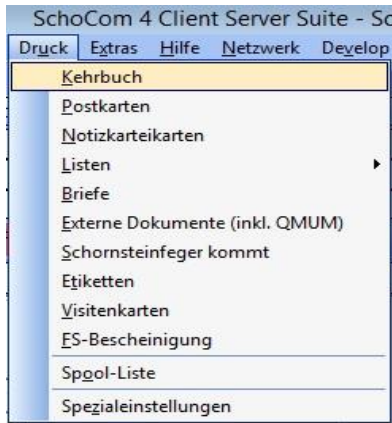 SchoCom 4 Client Server Suite - Sc
Druck Extras Hilfe Netzwerk Develop
Kehrbuch
Postkarten
Notizkarteikarten
Listen
Briefe
Externe Dokumente (inkl. QMUM)
Schornsteinfeger kommt
Etiketten
Visitenkarten
FS-Bescheinigung
Spool-Liste
Spezialeinstellungen